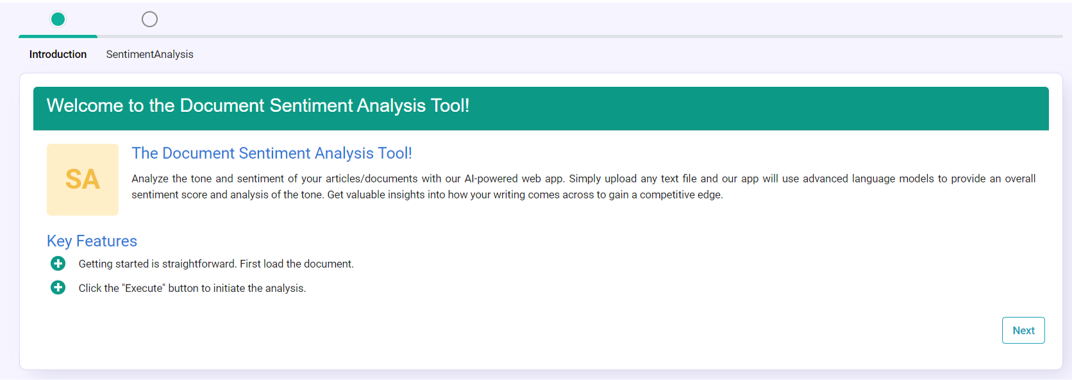 Introduction
SentimentAnalysis
Welcome to the Document Sentiment Analysis Tool!
SA
The Document Sentiment Analysis Tool!
Analyze the tone and sentiment of your articles/documents with our AI-powered web app. Simply upload any text file and our app will use advanced language models to provide an overall
sentiment score and analysis of the tone. Get valuable insights into how your writing comes across to gain a competitive edge.
Key Features
Getting started is straightforward. First load the document.
Click the "Execute" button to initiate the analysis.
Next